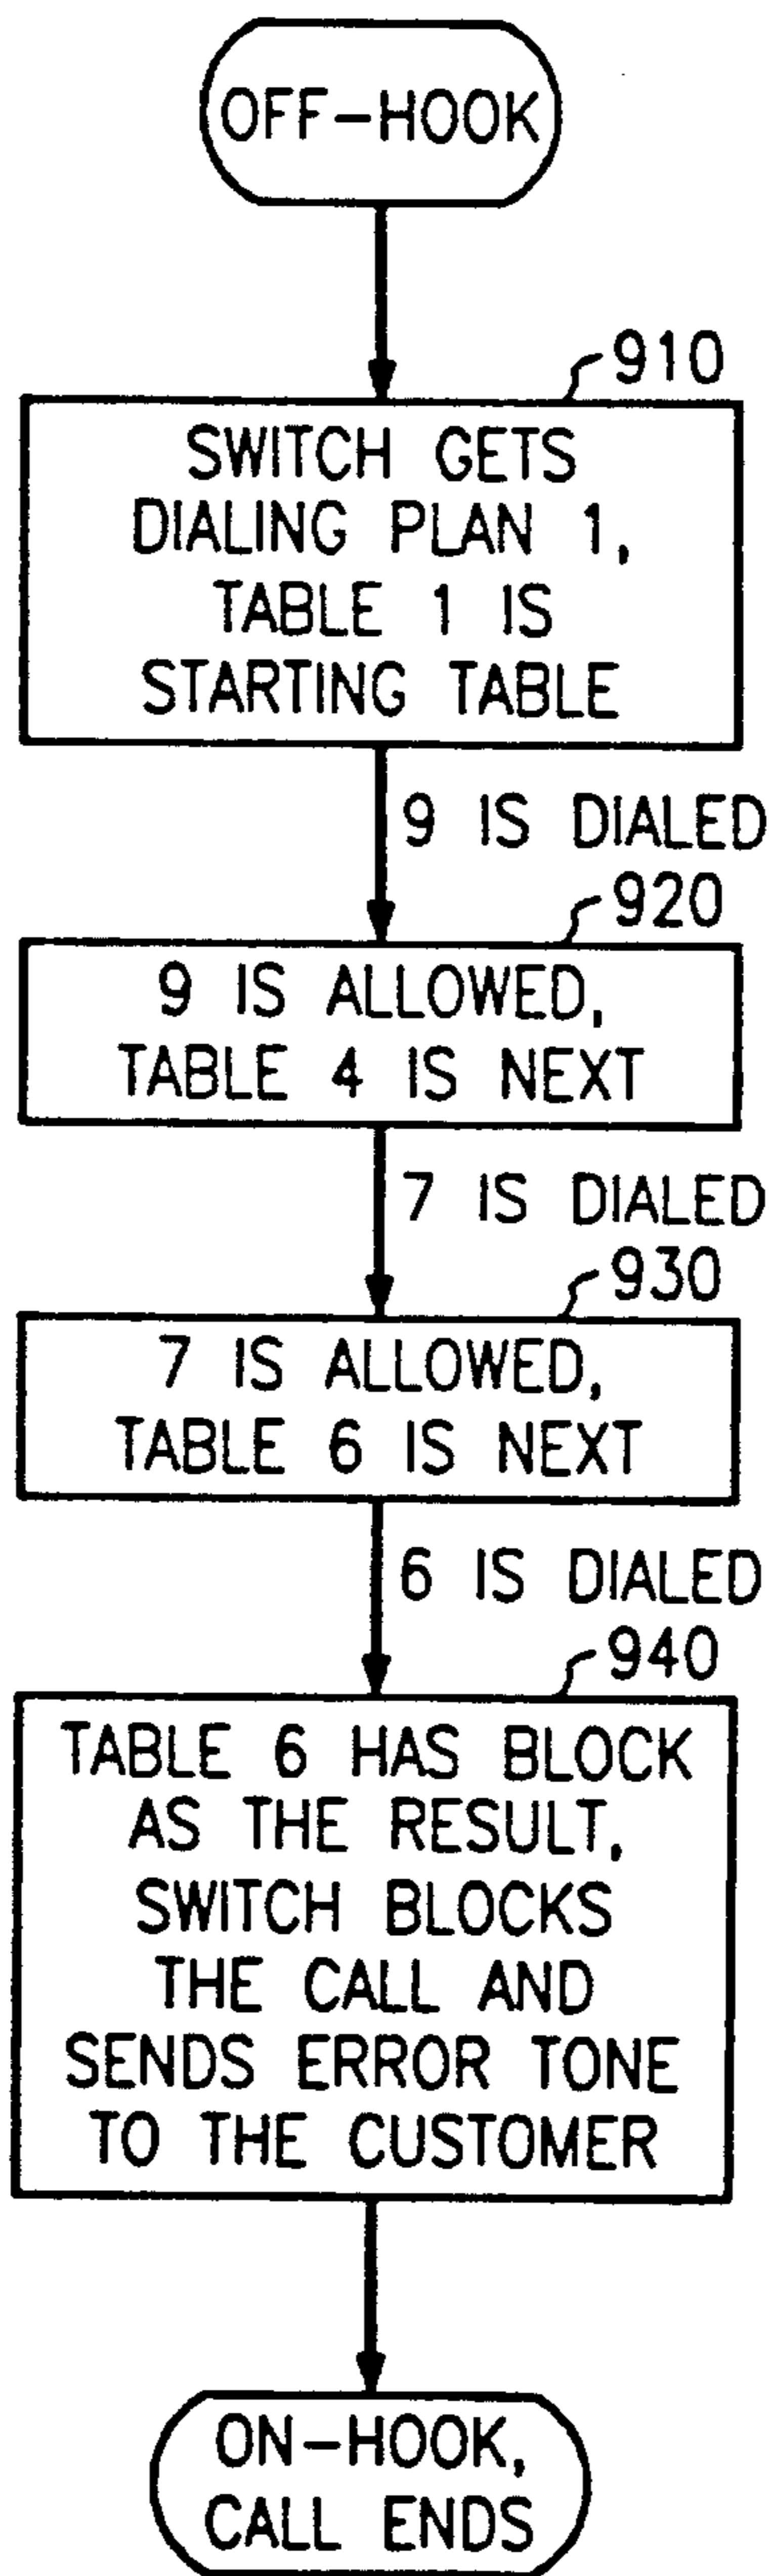 OFF-HOOK
910
SWITCH GETS
DIALING PLAN 1,
TABLE 1 IS
STARTING TABLE
9 IS DIALED
920
9 IS ALLOWED,
TABLE 4 IS NEXT
7 IS DIALED
930
7 IS ALLOWED,
TABLE 6 IS NEXT
6 IS DIALED
940
TABLE 6 HAS BLOCK
AS THE RESULT,
SWITCH BLOCKS
THE CALL AND
SENDS ERROR TONE
TO THE CUSTOMER
ON-HOOK,
CALL ENDS